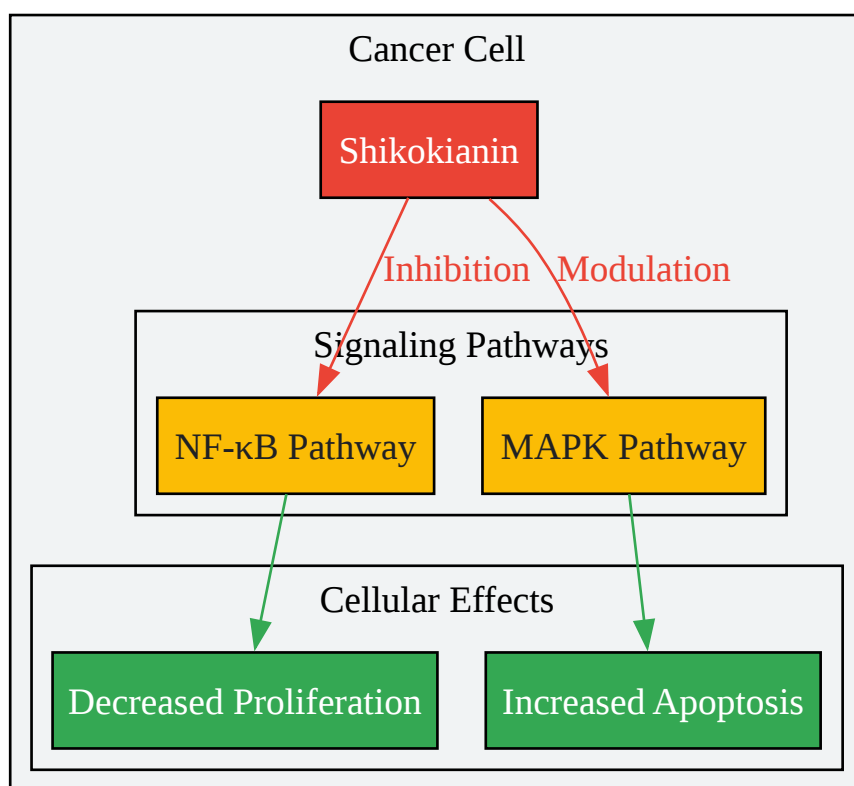 Cancer Cell
Shikokianin
Inhibition
Modulation
Signaling Pathways
NF-κB Pathway
MAPK Pathway
Cellular Effects
Decreased Proliferation
Increased Apoptosis